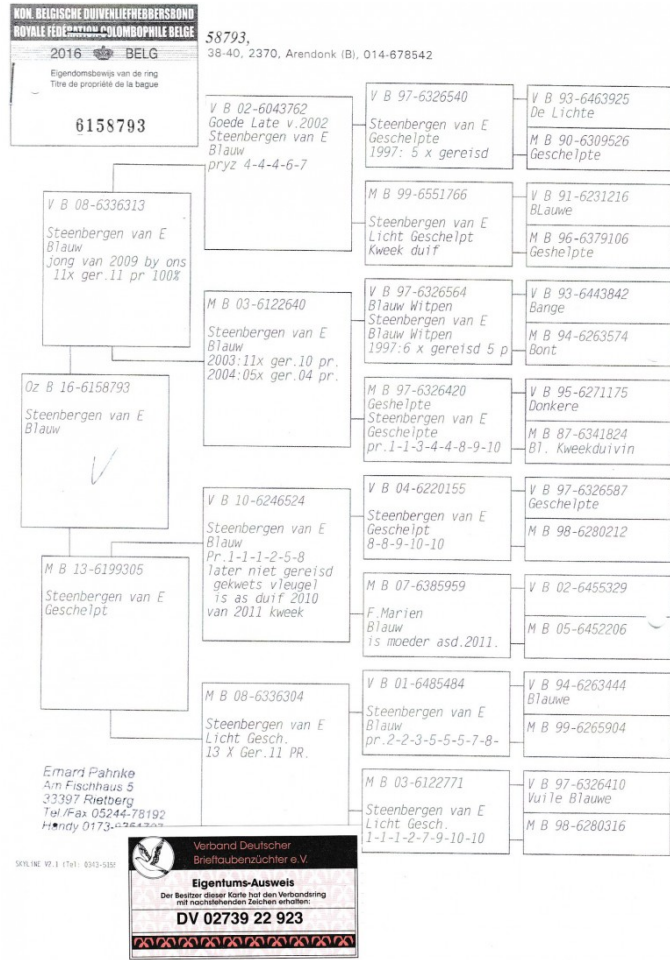 KON. BELGISCHE DUIVENLIEFHEBBERSBOND
ROYALE FÉDÉRATION COLOMBOPHILE BELGE
2016 BELG
Eigendomsbewijs van de ring
Titre de propriété de la bague
6158793
58793,
38-40, 2370, Arendonk (B), 014-678542
V B 08-6336313
Steenbergen van E
Blauw
jong van 2009 by ons
11x ger.11 pr 100%
Oz B 16-6158793
Steenbergen van E
Blauw
M B 13-6199305
Steenbergen van E
Geschelpt
V B 02-6043762
Goede Late v.2002
Steenbergen van E
Blauw
pryz 4-4-4-6-7
M B 03-6122640
Steenbergen van E
Blauw
2003:11x ger.10 pr.
2004:05x ger.04 pr.
V B 10-6246524
Steenbergen van E
Blauw
Pr.1-1-1-2-5-8
later niet gereisd
gekwets vleugel
is as duif 2010
van 2011 kweek
M B 08-6336304
Steenbergen van E
Licht Gesch.
13 X Ger.11 PR.
V B 97-6326540
Steenbergen van E
Geschelpte
1997: 5 x gereisd
M B 99-6551766
Steenbergen van E
Licht Geschelpt
Kweek duif
V B 97-6326564
Blauw Witpen
Steenbergen van E
Blauw Witpen
1997:6 x gereisd 5 p
M B 97-6326420
Geshelpte
Steenbergen van E
Geschelpte
pr.1-1-3-4-4-8-9-10
V B 04-6220155
Steenbergen van E
Geschelpt
8-8-9-10-10
M B 07-6385959
F.Marien
Blauw
is moeder asd.2011.
V B 01-6485484
Steenbergen van E
Blauw
pr.2-2-3-5-5-5-7-8-
M B 03-6122771
Steenbergen van E
Licht Gesch.
1-1-1-2-7-9-10-10
V B 93-6463925
De Lichte
M B 90-6309526
Geschelpte
V B 91-6231216
BLauwe
M B 96-6379106
Geshelpte
V B 93-6443842
Bange
M B 94-6263574
Bont
V B 95-6271175
Donkere
M B 87-6341824
Bl. Kweekduivin
V B 97-6326587
Geschelpte
M B 98-6280212
V B 02-6455329
M B 05-6452206
V B 94-6263444
Blauwe
M B 99-6265904
V B 97-6326410
Vuile Blauwe
M B 98-6280316
Am Fischhaus 5
33397 Rietberg
Tel./Fax 05244-78192
Handy
Verband Deutscher
Brieftaubenzüchter e.V.
Eigentums-Ausweis
Der Besitzer dieser Karte hat den Verbandsring
mit nachstehenden Zeichen erhalten:
DV 02739 22 923